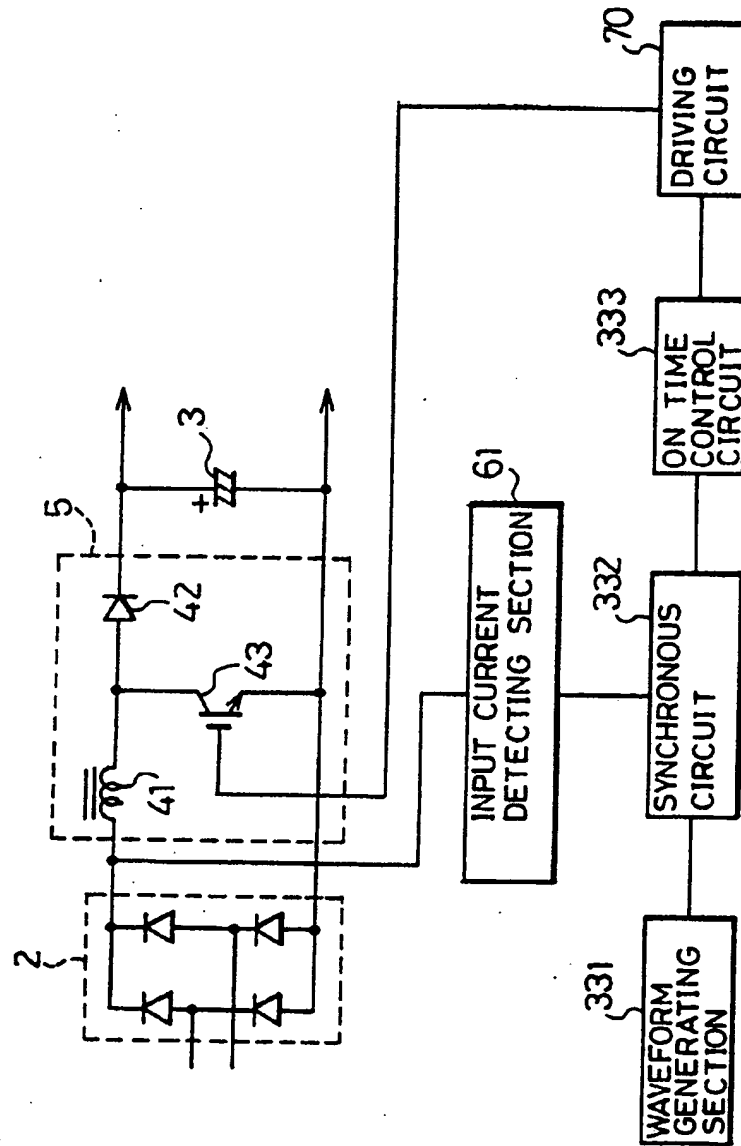 2
5
41
42
43
3
+
INPUT CURRENT
DETECTING SECTION
61
WAVEFORM
GENERATING
SECTION
331
SYNCHRONOUS
CIRCUIT
332
ON TIME
CONTROL
CIRCUIT
333
DRIVING
CIRCUIT
70